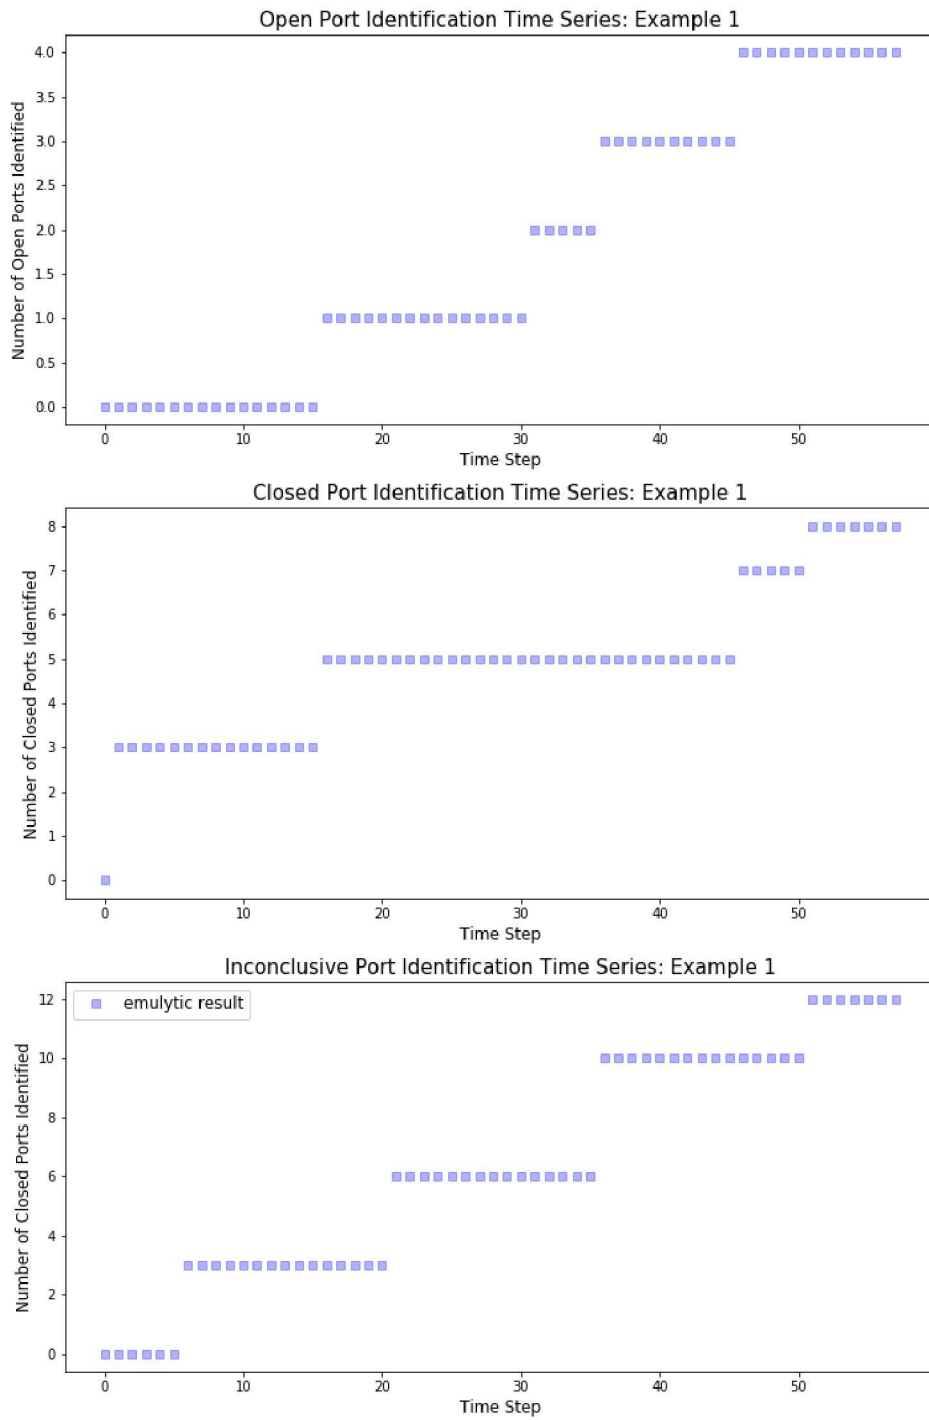 Open Port Identification Time Series: Example 1
Number of Open Ports Identified
4.0
3.5
3.0
2.5
2.0
1.5
1.0
0.5
0.0
0 10 20 30 40 50
Time Step
Closed Port Identification Time Series: Example 1
Number of Closed Ports Identified
8
7
6
5
4
3
2
1
0
0 10 20 30 40 50
Time Step
Inconclusive Port Identification Time Series: Example 1
emulytic result
Number of Closed Ports Identified
12
10
8
6
4
2
0
0 10 20 30 40 50
Time Step